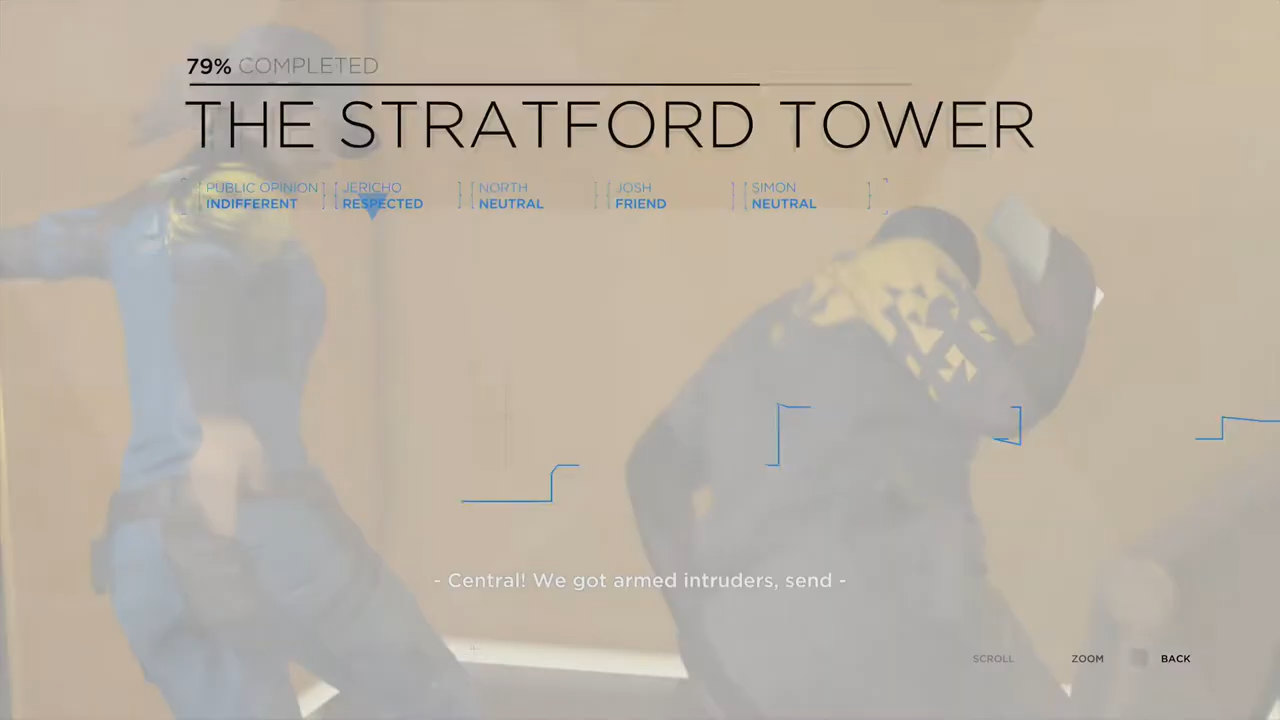 79% COMPLETED
THE STRATFORD TOWER
PUBLIC OPINION JERICHO NORTH JOSH SIMON
INDIFFERENT RESPECTED NEUTRAL FRIEND NEUTRAL
- Central! We got armed intruders, send -
SCROLL ZOOM BACK